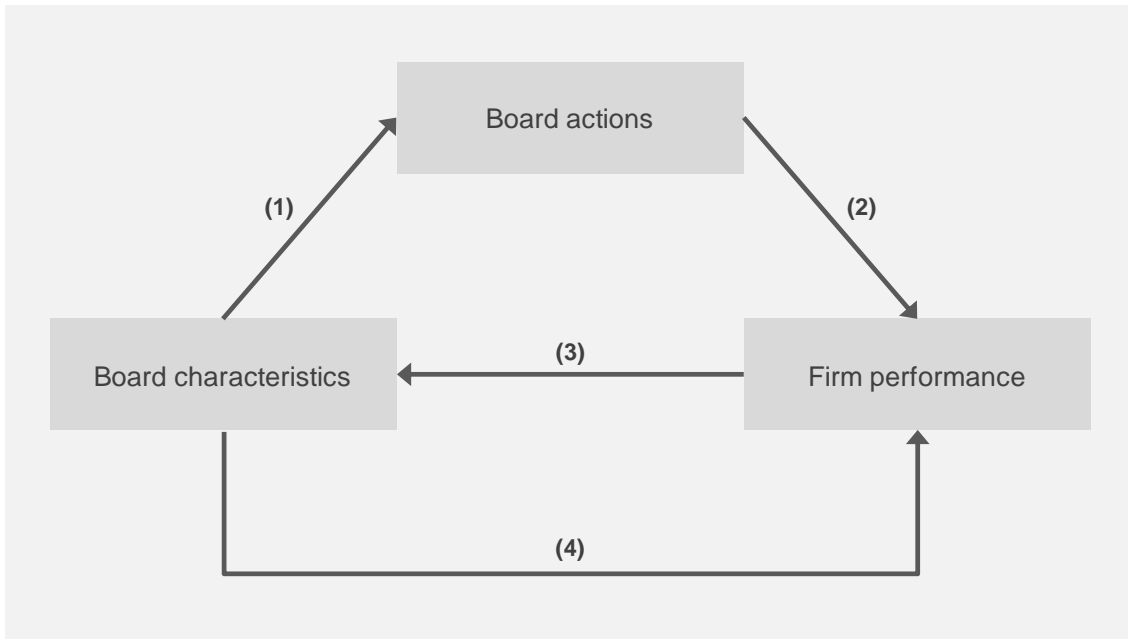 Board actions
(1)
(2)
(3)
Board characteristics
Firm performance
(4)